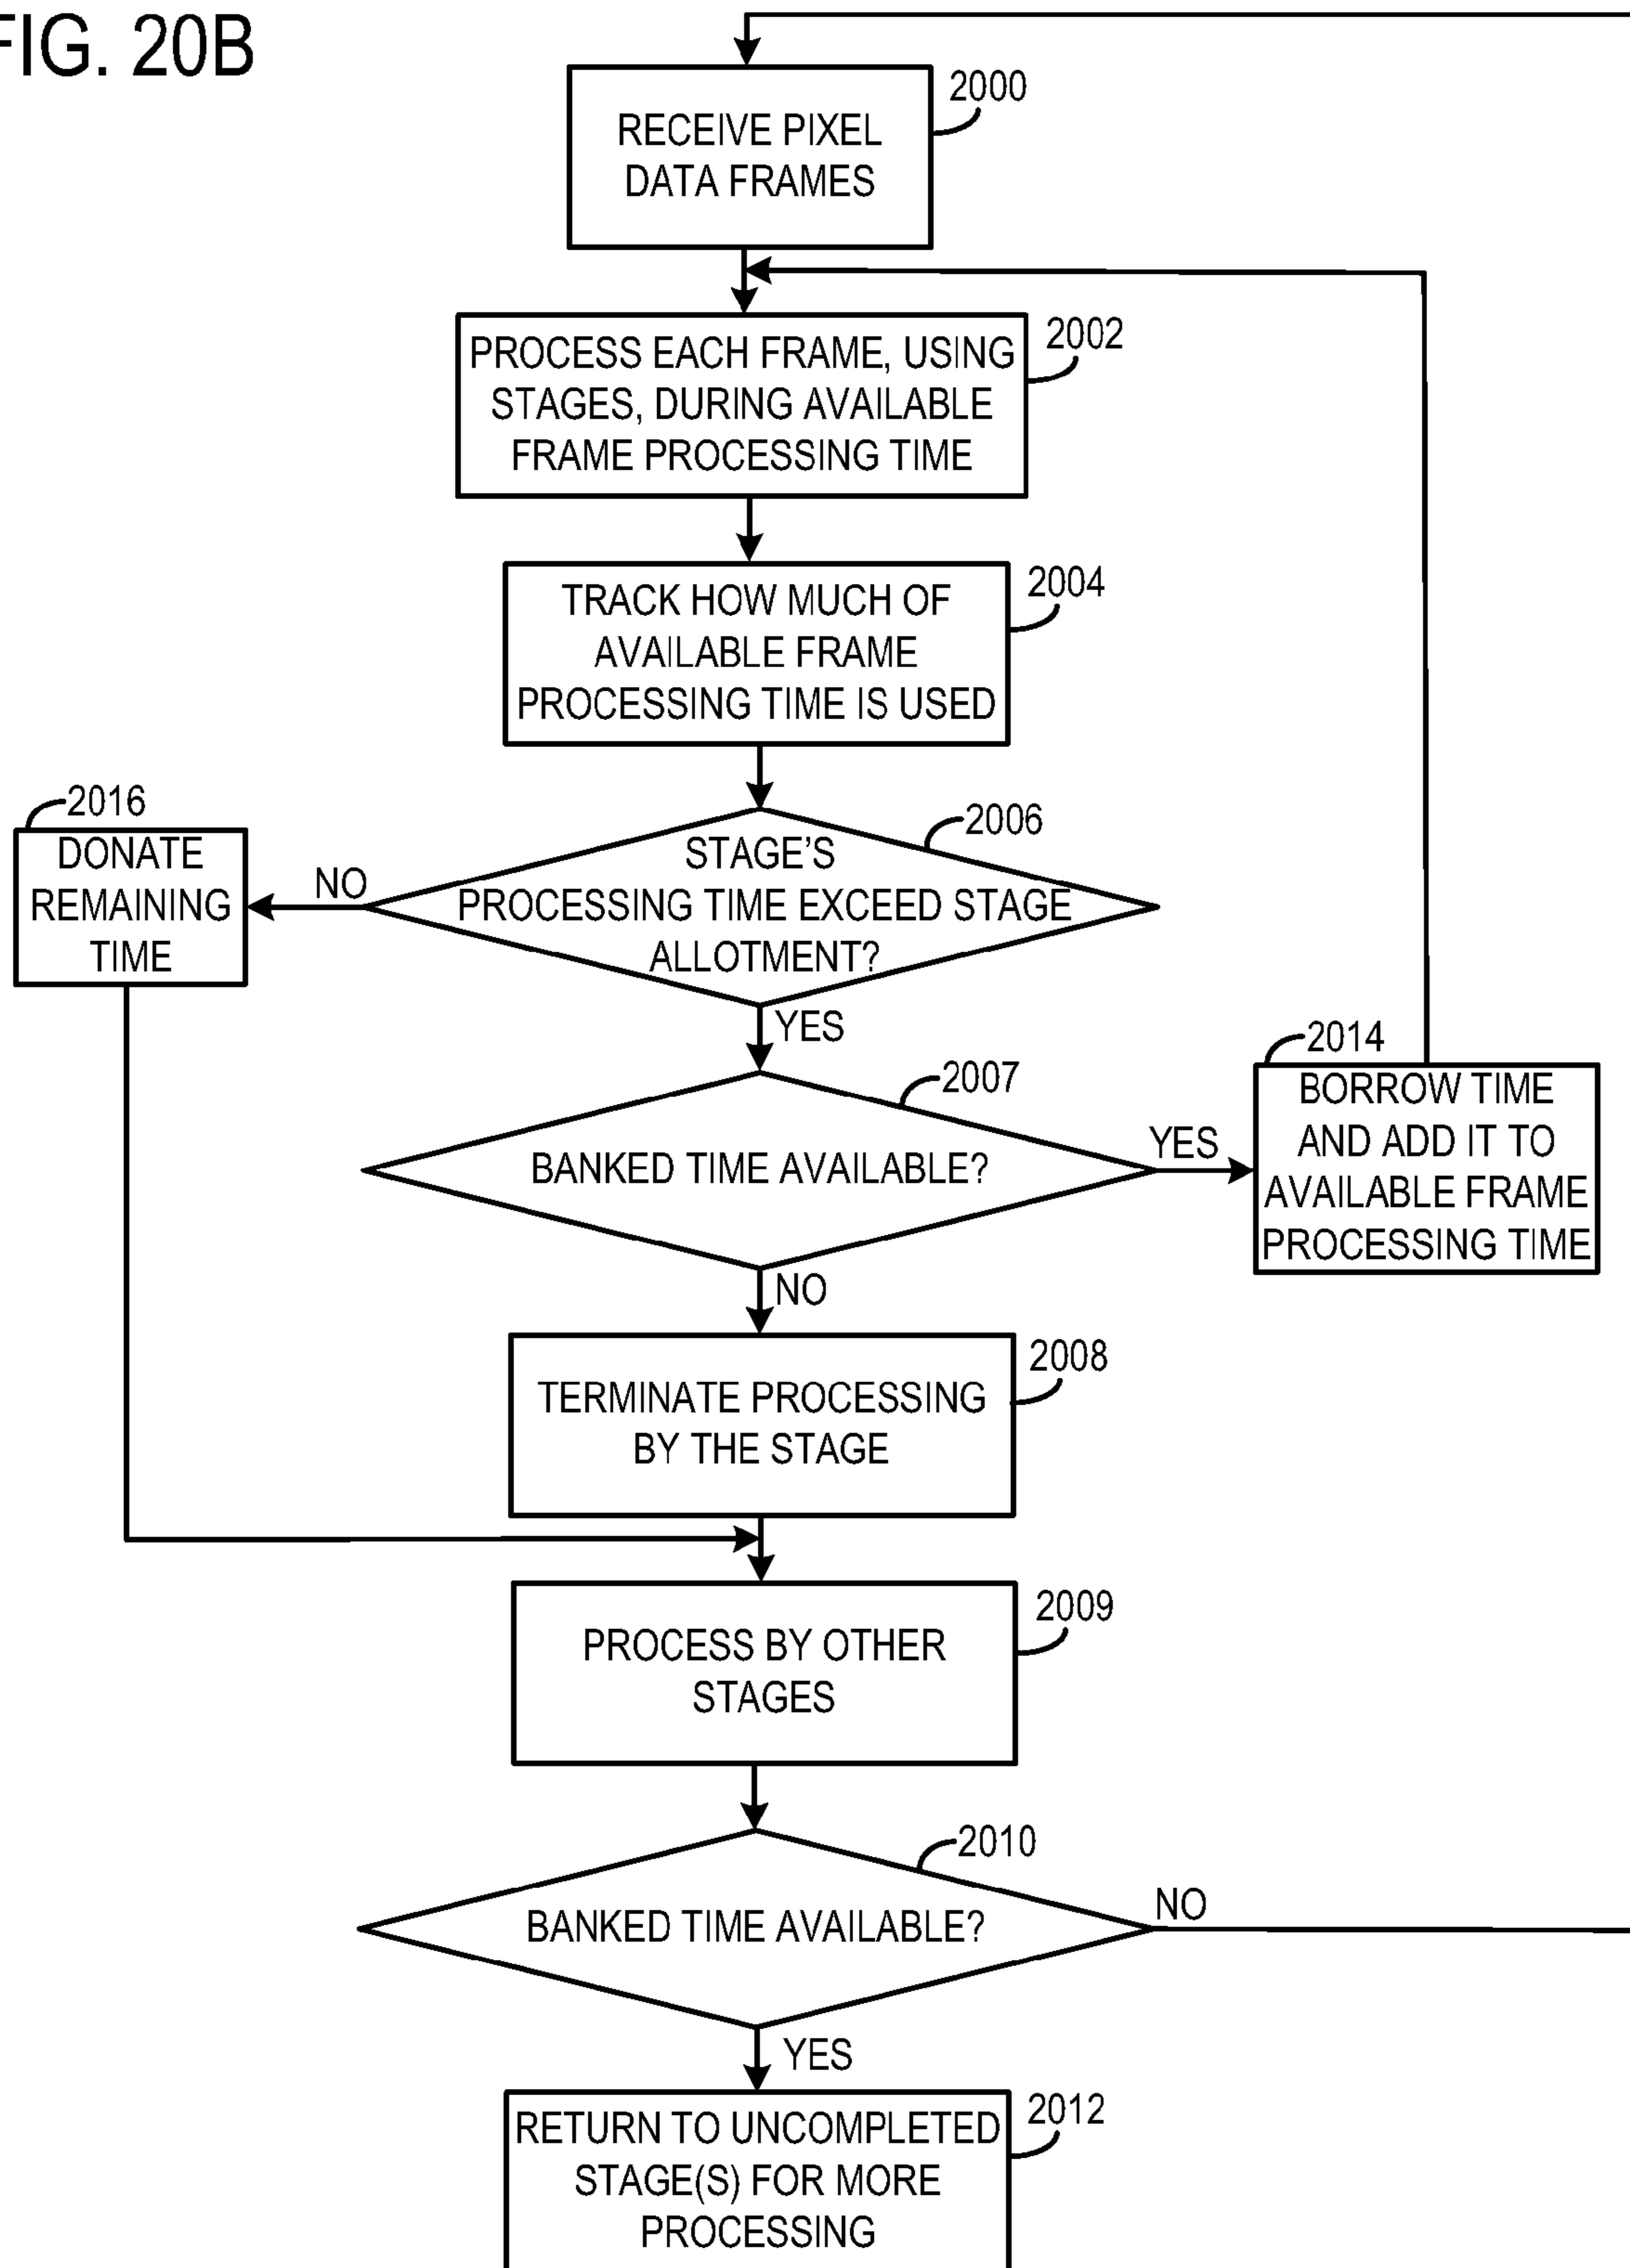 FIG. 20B
2000
RECEIVE PIXEL
DATA FRAMES
2002
PROCESS EACH FRAME, USING
STAGES, DURING AVAILABLE
FRAME PROCESSING TIME
2004
TRACK HOW MUCH OF
AVAILABLE FRAME
PROCESSING TIME IS USED
2016
DONATE
REMAINING
TIME
NO
2006
STAGE'S
PROCESSING TIME EXCEED STAGE
ALLOTMENT?
YES
2007
BANKED TIME AVAILABLE?
YES
2014
BORROW TIME
AND ADD IT TO
AVAILABLE FRAME
PROCESSING TIME
NO
2008
TERMINATE PROCESSING
BY THE STAGE
2009
PROCESS BY OTHER
STAGES
2010
BANKED TIME AVAILABLE?
NO
YES
2012
RETURN TO UNCOMPLETED
STAGE(S) FOR MORE
PROCESSING